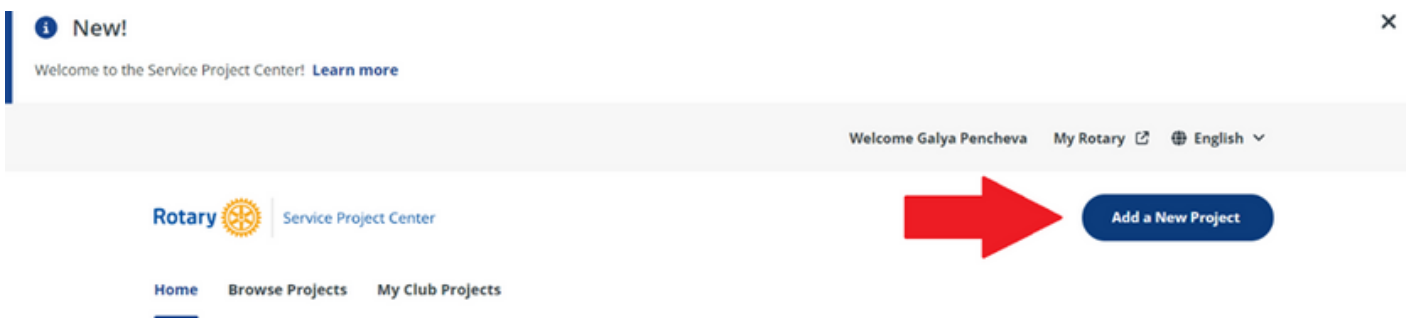 New!
Welcome to the Service Project Center! Learn more
Welcome Galya Pencheva My Rotary English
Rotary Service Project Center
Add a New Project
Home Browse Projects My Club Projects